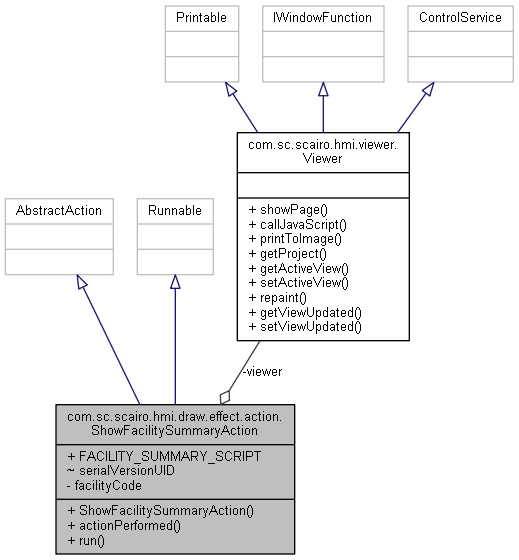 Printable
IWindowFunction
ControlService
com.sc.scairo.hmi.viewer.
Viewer
+ showPage()
+ callJavaScript()
+ printToImage()
+ getProject()
+ getActiveView()
+ setActiveView()
+ repaint()
+ getViewUpdated()
+ setViewUpdated()
AbstractAction
Runnable
-viewer
com.sc.scairo.hmi.draw.effect.action.
ShowFacilitySummaryAction
+ FACILITY_SUMMARY_SCRIPT
~ serialVersionUID
- facilityCode
+ ShowFacilitySummaryAction()
+ actionPerformed()
+ run()